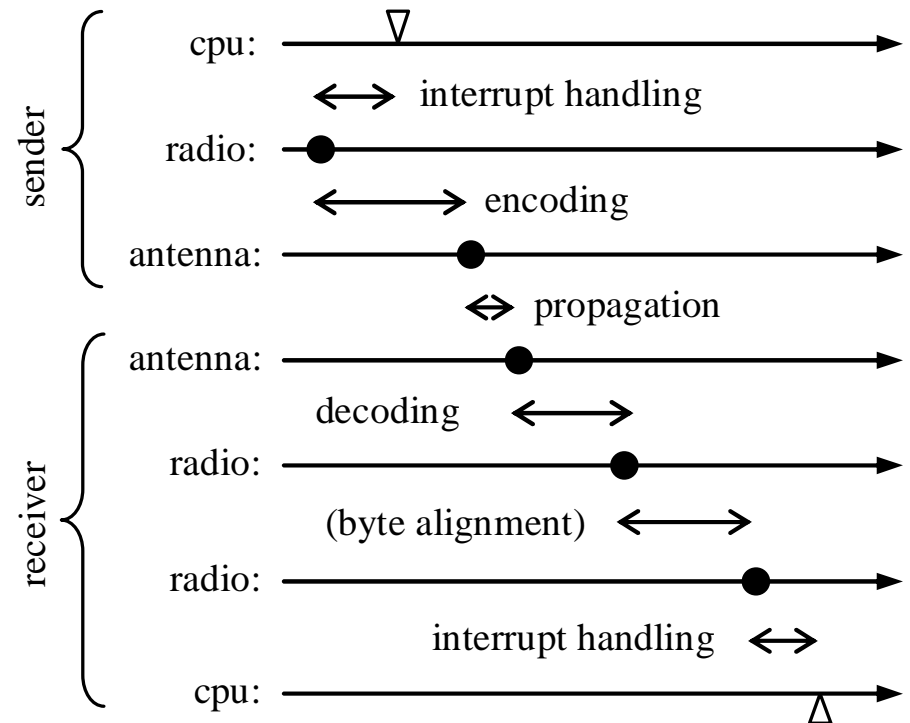 sender
cpu:
interrupt handling
radio:
encoding
antenna:
propagation
receiver
antenna:
decoding
radio:
(byte alignment)
radio:
interrupt handling
cpu: